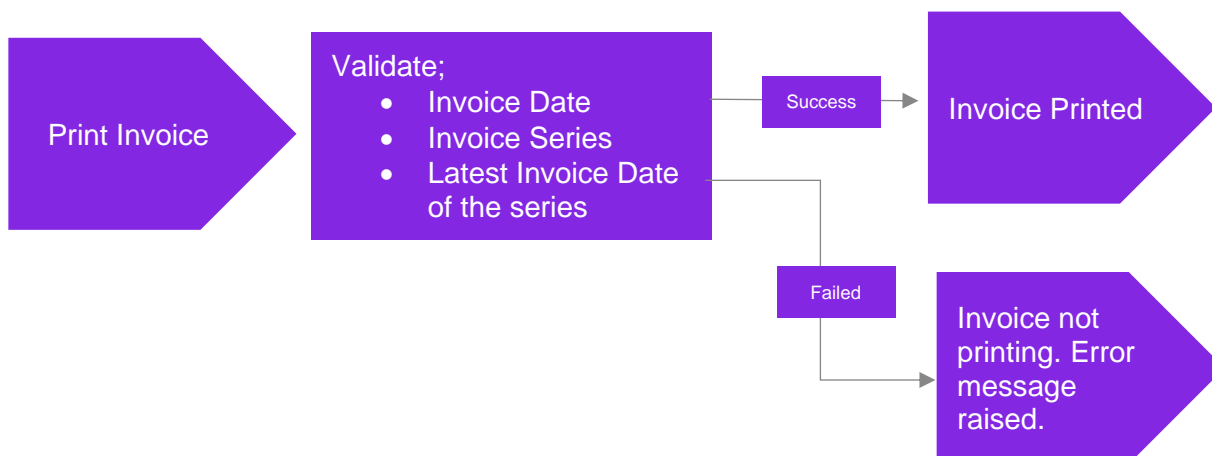 Print Invoice
Validate;
● Invoice Date
● Invoice Series
● Latest Invoice Date
of the series
Success
Invoice Printed
Failed
Invoice not
printing. Error
message
raised.